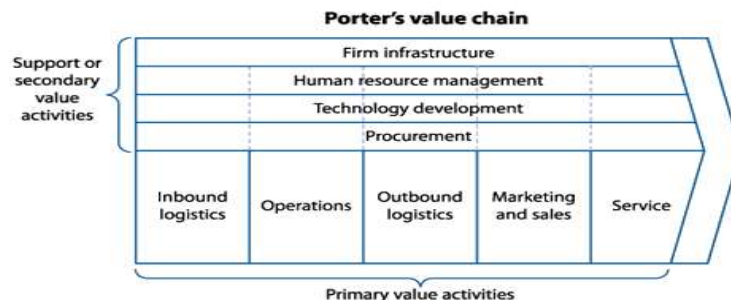 Porter's value chain
Support or
secondary
value
activities
Firm infrastructure
Human resource management
Technology development
Procurement
Inbound
logistics
Operations
Outbound
logistics
Marketing
and sales
Service
Primary value activities